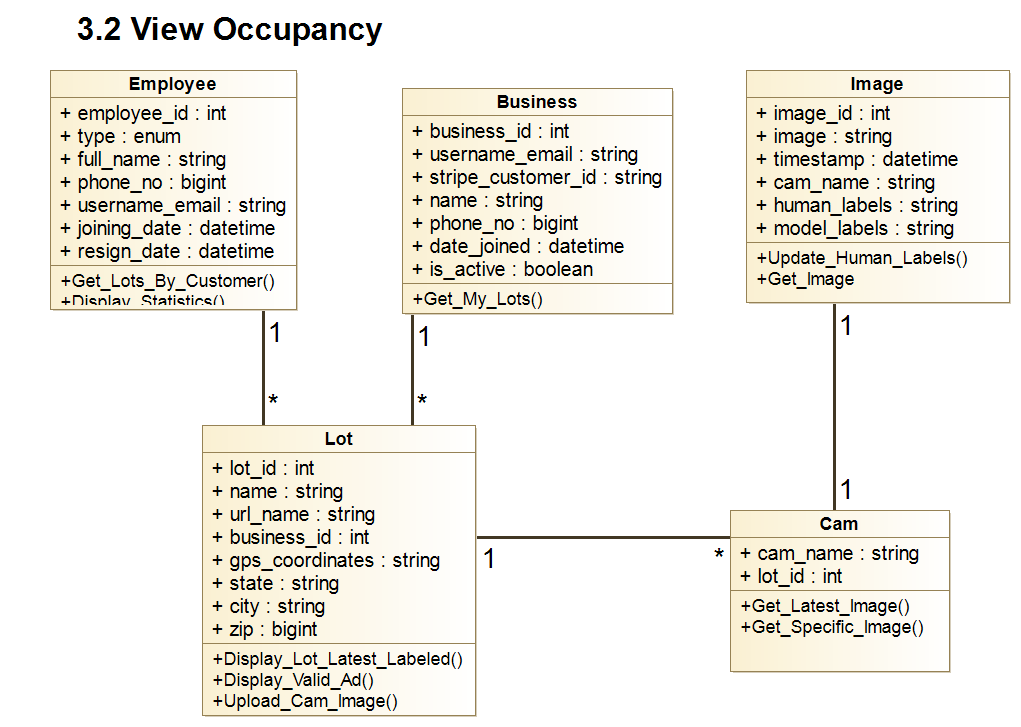 3.2 View Occupancy
Employee
+ employee_id : int
+ type : enum
+ full_name : string
+ phone_no : bigint
+ username_email : string
+ joining_date : datetime
+ resign_date : datetime
+Get_Lots_By_Customer()
+Display_Statistics()
Business
+ business_id : int
+ username_email : string
+ stripe_customer_id : string
+ name : string
+ phone_no : bigint
+ date_joined : datetime
+ is_active : boolean
+Get_My_Lots()
Image
+ image_id : int
+ image : string
+ timestamp : datetime
+ cam_name : string
+ human_labels : string
+ model_labels : string
+Update_Human_Labels()
+Get_Image
1
*
1
*
1
1
Lot
+ lot_id : int
+ name : string
+ url_name : string
+ business_id : int
+ gps_coordinates : string
+ state : string
+ city : string
+ zip : bigint
+Display_Lot_Latest_Labeled()
+Display_Valid_Ad()
+Upload_Cam_Image()
1
*
Cam
+ cam_name : string
+ lot_id : int
+Get_Latest_Image()
+Get_Specific_Image()